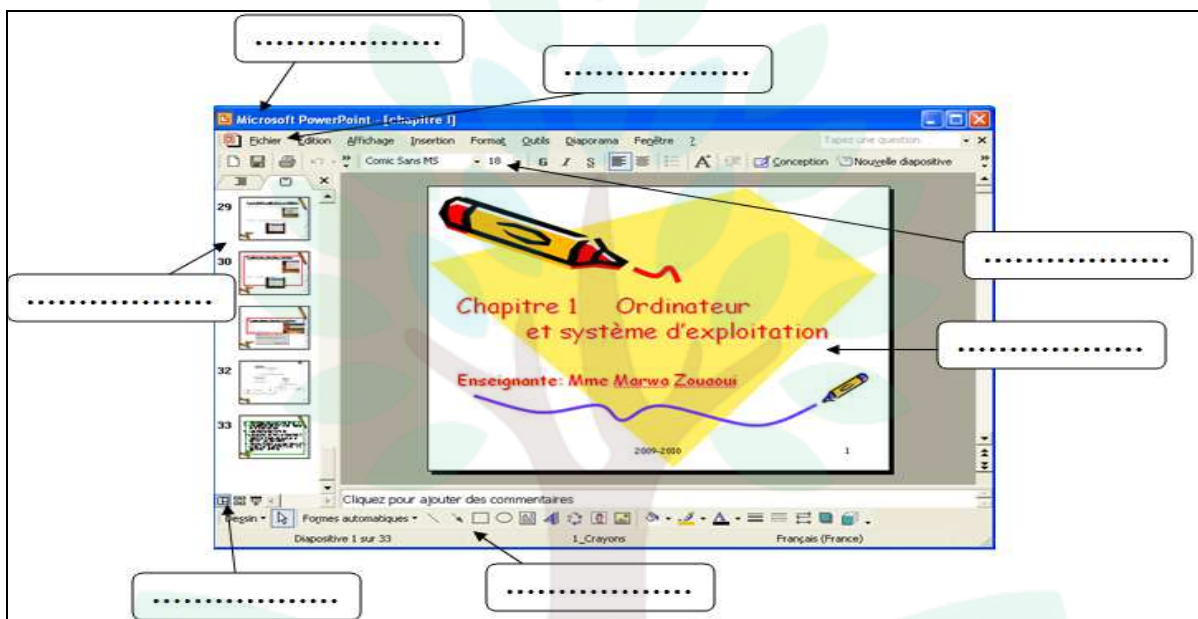 ..................
..................
Microsoft PowerPoint - [chapitre I]
Fichier Edition Affichage Insertion Format Outils Diaporama Fenêtre ? Tapez une question
Comic Sans MS 18 G I S A Conception Nouvelle diapositive
29
30
32
33
..................
..................
..................
Chapitre 1 Ordinateur
et système d'exploitation
Enseignante: Mme Marwa Zouaoui
2009-2010 1
Cliquez pour ajouter des commentaires
Dessin Formes automatiques
Diapositive 1 sur 33 1_Crayons Français (France)
..................
..................